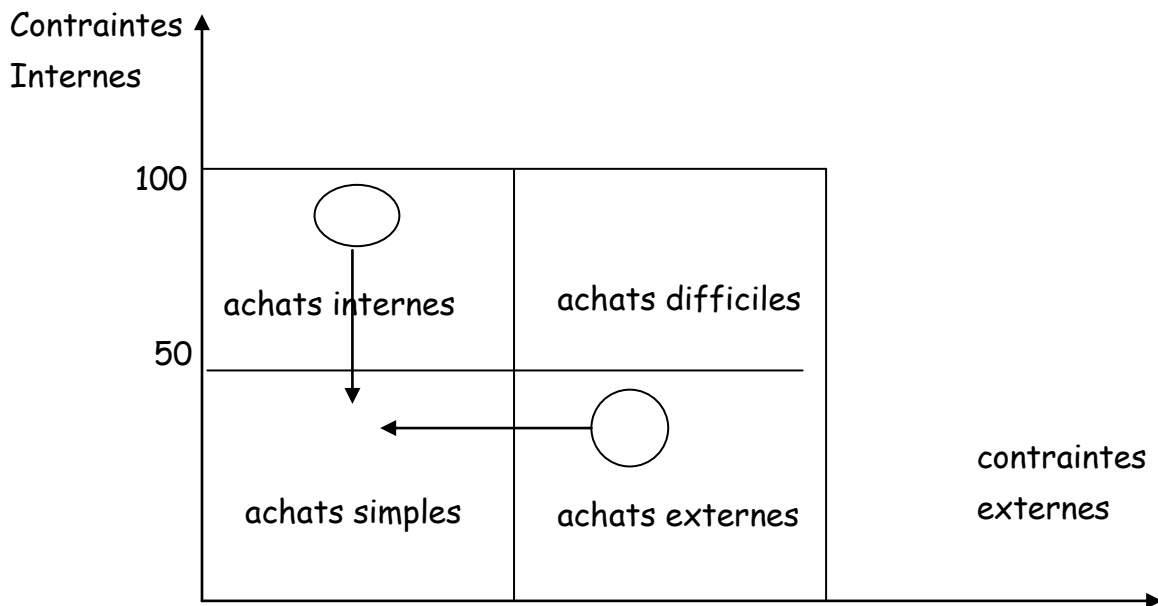 Contraintes
Internes
100
achats internes
achats difficiles
50
contraintes
externes
achats simples
achats externes